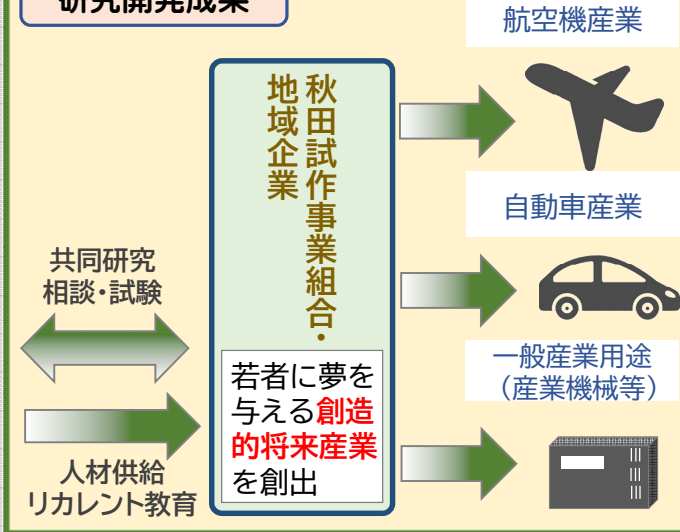 研究開発成果
航空機産業
秋田試作事業組合・
地域企業
自動車産業
共同研究
相談・試験
一般産業用途
（産業機械等）
若者に夢を
与える創造
的将来産業
を創出
人材供給
リカレント教育